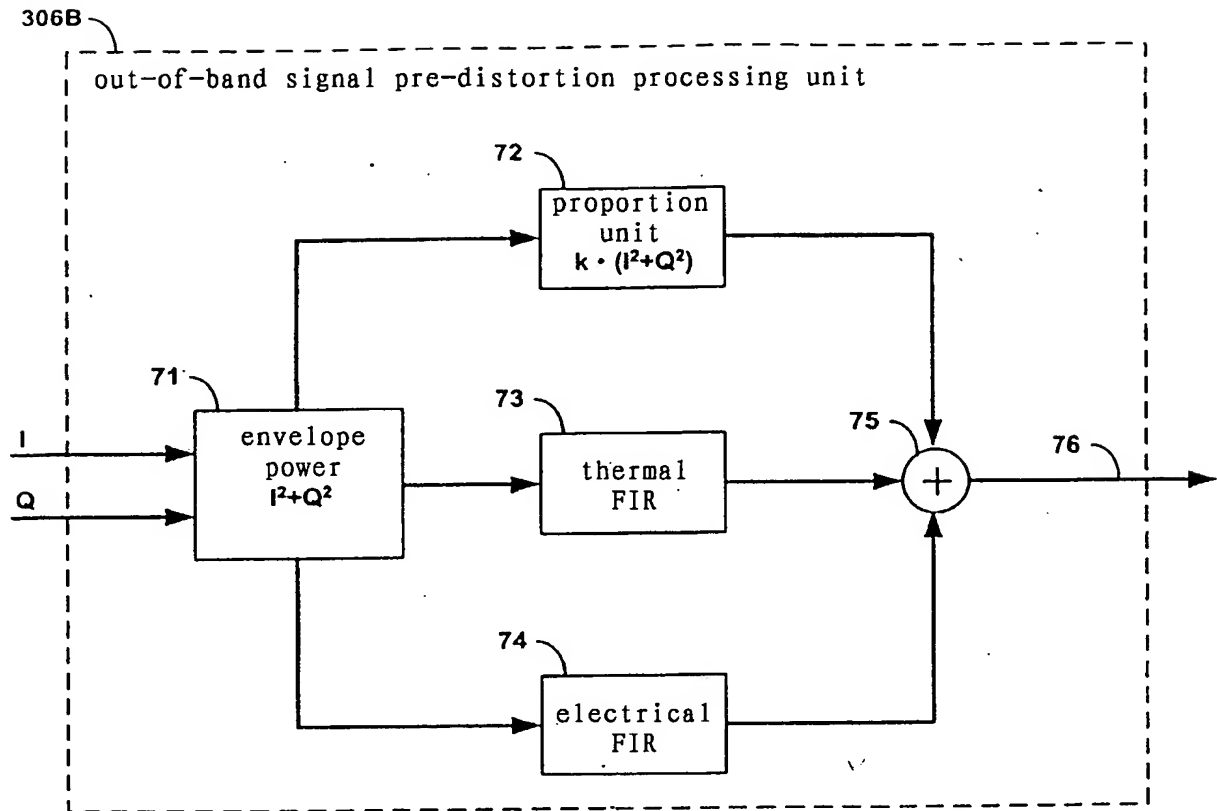 306B
out-of-band signal pre-distortion processing unit
72
proportion
unit
k · (I²+Q²)
71
envelope
power
I²+Q²
I
Q
73
thermal
FIR
75
+
76
74
electrical
FIR